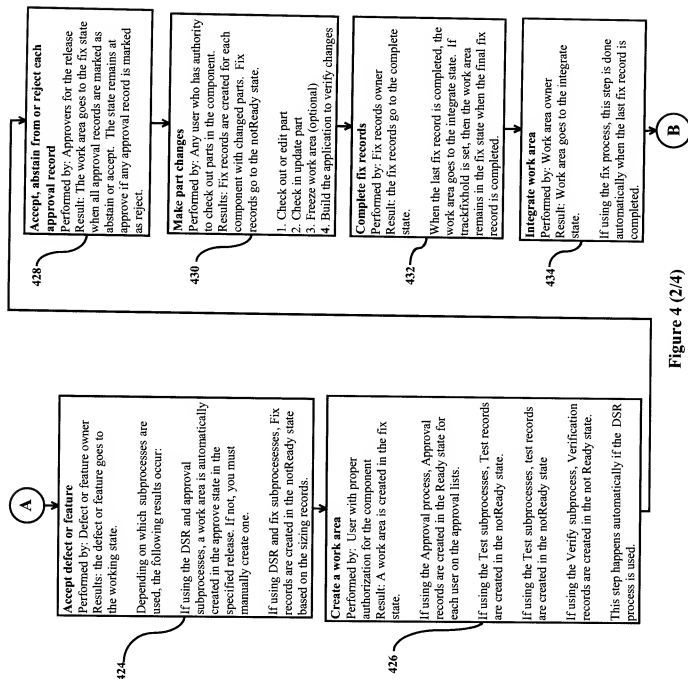 A
Accept defect or feature
Performed by: Defect or feature owner
Results: the defect or feature goes to
the working state.
Depending on which subprocesses are
used, the following results occur:
If using the DSR and approval
subprocesses, a work area is automatically
created in the approve state in the
specified release. If not, you must
manually create one.
If using DSR and fix subprocesesses, Fix
records are created in the notReady state
based on the sizing records.
424
Create a work area
Performed by: User with proper
authorization for the component
Result: A work area is created in the fix
state.
If using the Approval process, Approval
records are created in the Ready state for
each user on the approval lists.
If using the Test subprocesses, Test records
are created in the notReady state.
If using the Test subprocesses, test records
are created in the notReady state
If using the Verify subprocess, Verification
records are created in the not Ready state.
This step happens automatically if the DSR
process is used.
426
Accept, abstain from or reject each
approval record
Performed by: Approvers for the release
Result: The work area goes to the fix state
when all approval records are marked as
abstain or accept. The state remains at
approve if any approval record is marked
as reject.
428
Make part changes
Performed by: Any user who has authority
to check out parts in the component.
Results: Fix records are created for each
component with changed parts. Fix
records go to the notReady state.
1. Check out or edit part
2. Check in update part
3. Freeze work area (optional)
4. Build the application to verify changes
430
Complete fix records
Performed by: Fix records owner
Result: the fix records go to the complete
state.
When the last fix record is completed, the
work area goes to the integrate state. If
trackfixhold is set, then the work area
remains in the fix state when the final fix
record is completed.
432
Integrate work area
Performed by: Work area owner
Result: Work area goes to the integrate
state.
If using the fix process, this step is done
automatically when the last fix record is
completed.
434
B
Figure 4 (2/4)